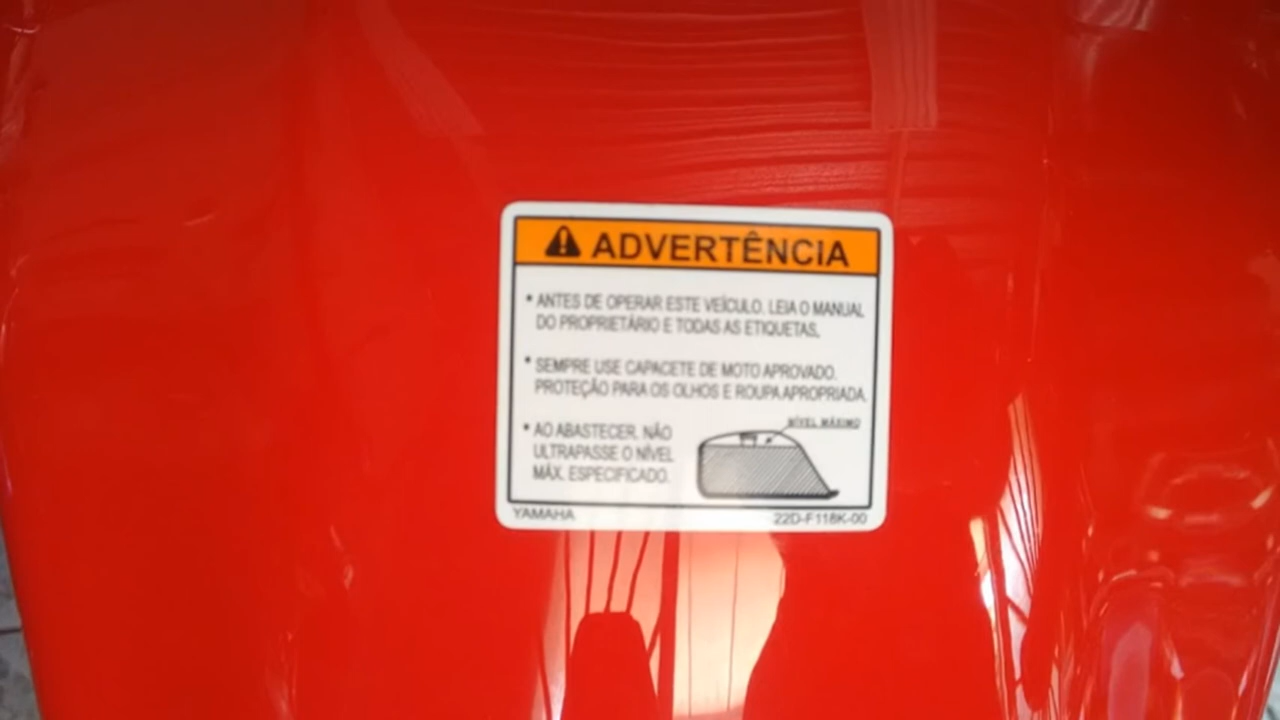 ADVERTÊNCIA
• ANTES DE OPERAR ESTE VEÍCULO. LEIA O MANUAL
DO PROPRIETÁRIO E TODAS AS ETIQUETAS.
• SEMPRE USE CAPACETE DE MOTO APROVADO.
PROTEÇÃO PARA OS OLHOS E ROUPA APROPRIADA.
• AO ABASTECER, NÃO
ULTRAPASSE O NÍVEL
MÁX. ESPECIFICADO.
NÍVEL MÁXIMO
YAMAHA
22D-F118K-00